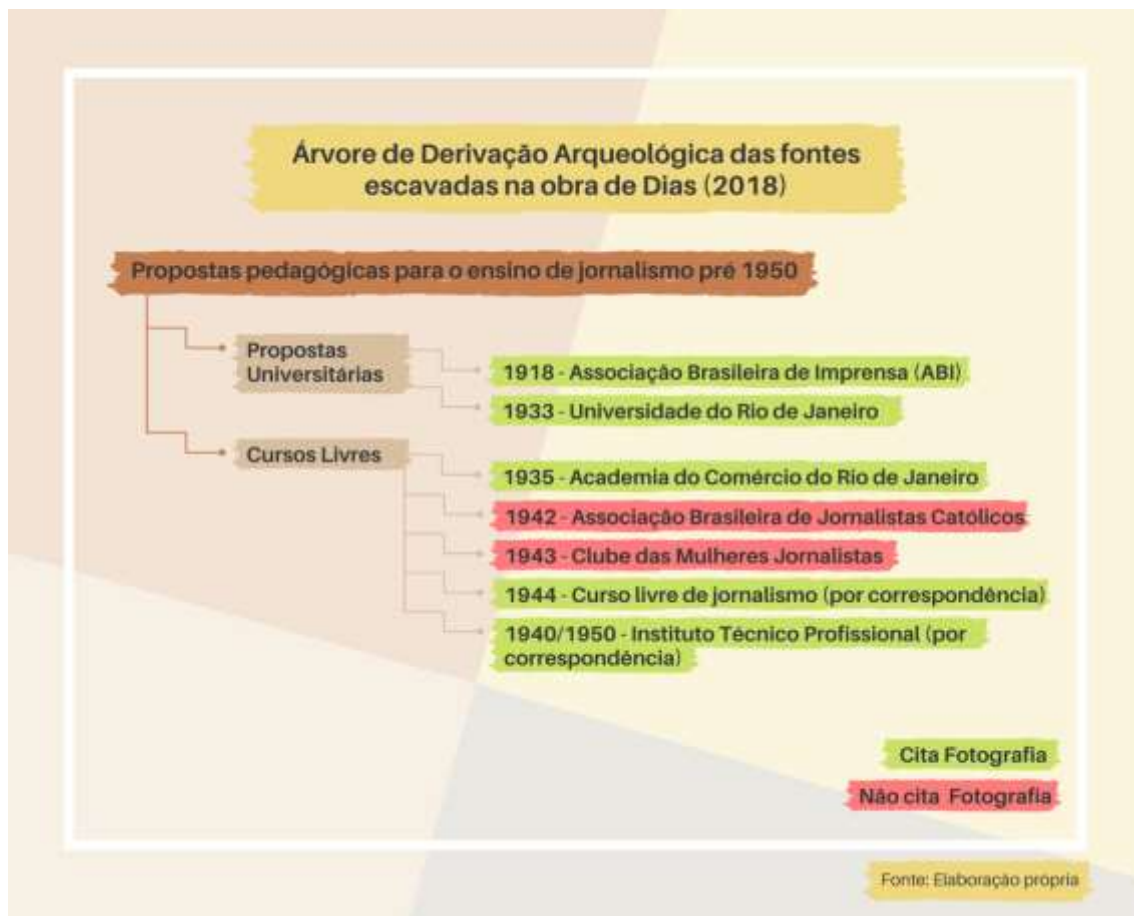 Árvore de Derivação Arqueológica das fontes
escavadas na obra de Dias (2018)
Propostas pedagógicas para o ensino de jornalismo pré 1950
Propostas
Universitárias
1918 - Associação Brasileira de Imprensa (ABI)
1933 - Universidade do Rio de Janeiro
Cursos Livres
1935 - Academia do Comércio do Rio de Janeiro
1942 - Associação Brasileira de Jornalistas Católicos
1943 - Clube das Mulheres Jornalistas
1944 - Curso livre de jornalismo (por correspondência)
1940/1950 - Instituto Técnico Profissional (por
correspondência)
Cita Fotografia
Não cita Fotografia
Fonte: Elaboração própria